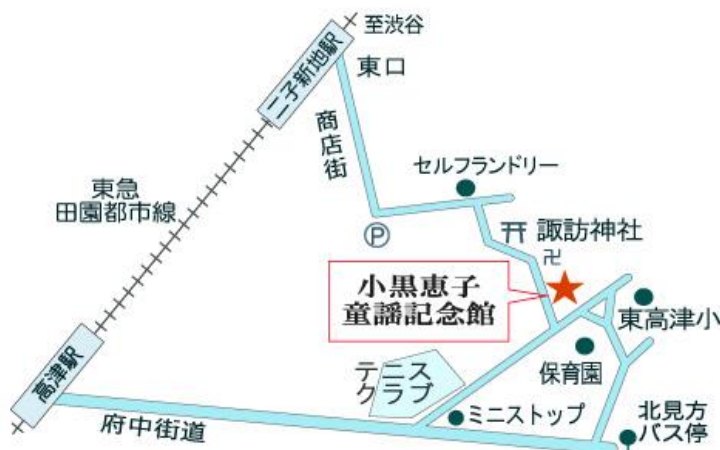 至渋谷
二子新地駅
東口
商店街
セルフランドリー
東急
田園都市線
P
諏訪神社
卍
小黒恵子
童謡記念館
東高津小
高津駅
テニス
クラブ
保育園
ミニストップ
北見方
バス停
府中街道